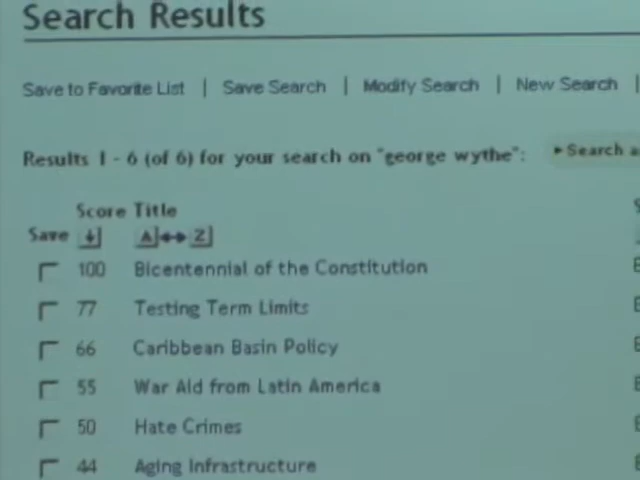 Search Results
Save to Favorite List | Save Search | Modify Search | New Search |
Results 1 - 6 (of 6) for your search on "george wythe": Search a
Score Title
Save A Z
100 Bicentennial of the Constitution
77 Testing Term Limits
66 Caribbean Basin Policy
55 War Aid from Latin America
50 Hate Crimes
44 Aging Infrastructure